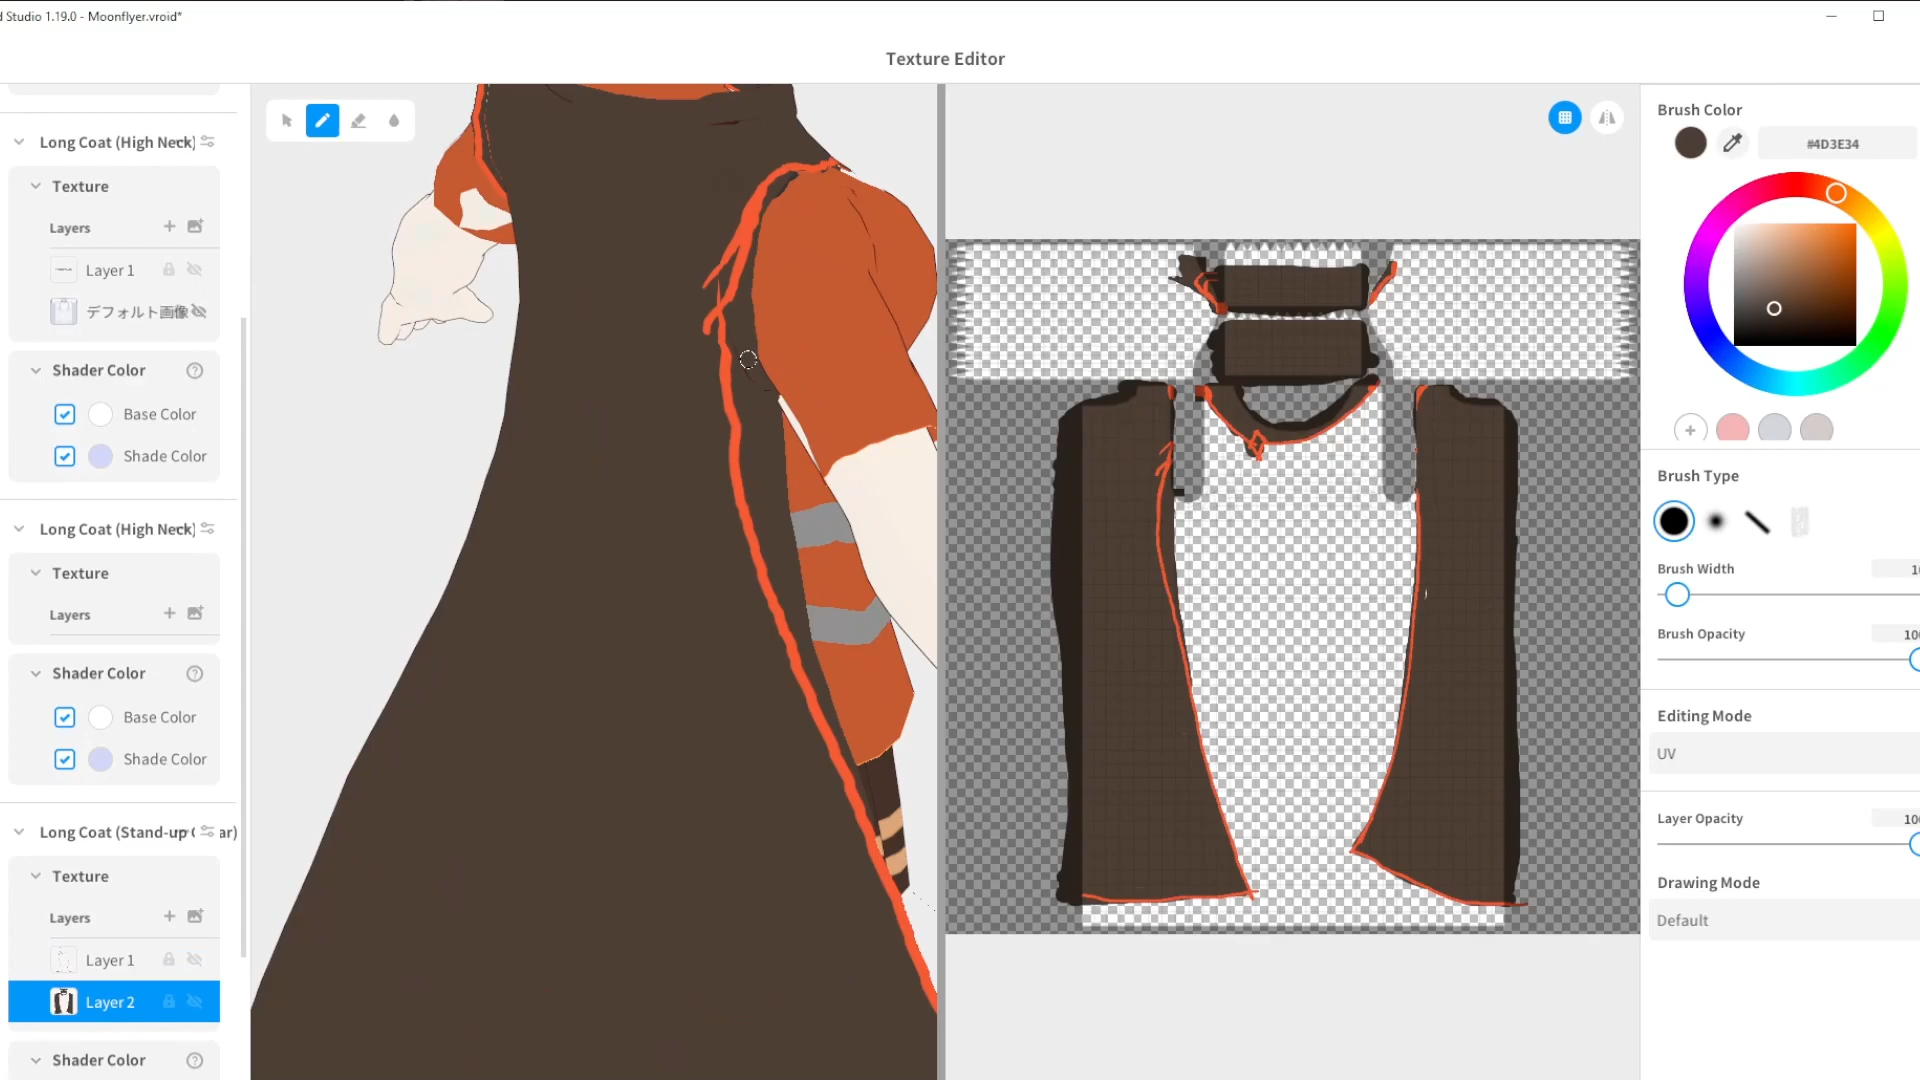 d Studio 1.19.0 - Moonflyer.vroid*
Texture Editor
Long Coat (High Neck)
Texture
Layers
Layer 1
デフォルト画像
Shader Color
Base Color
Shade Color
Long Coat (High Neck)
Texture
Layers
Shader Color
Base Color
Shade Color
Long Coat (Stand-up
ar)
Texture
Layers
Layer 1
Layer 2
Shader Color
Brush Color
#4D3E34
Brush Type
Brush Width
Brush Opacity
100
Editing Mode
UV
Layer Opacity
100
Drawing Mode
Default